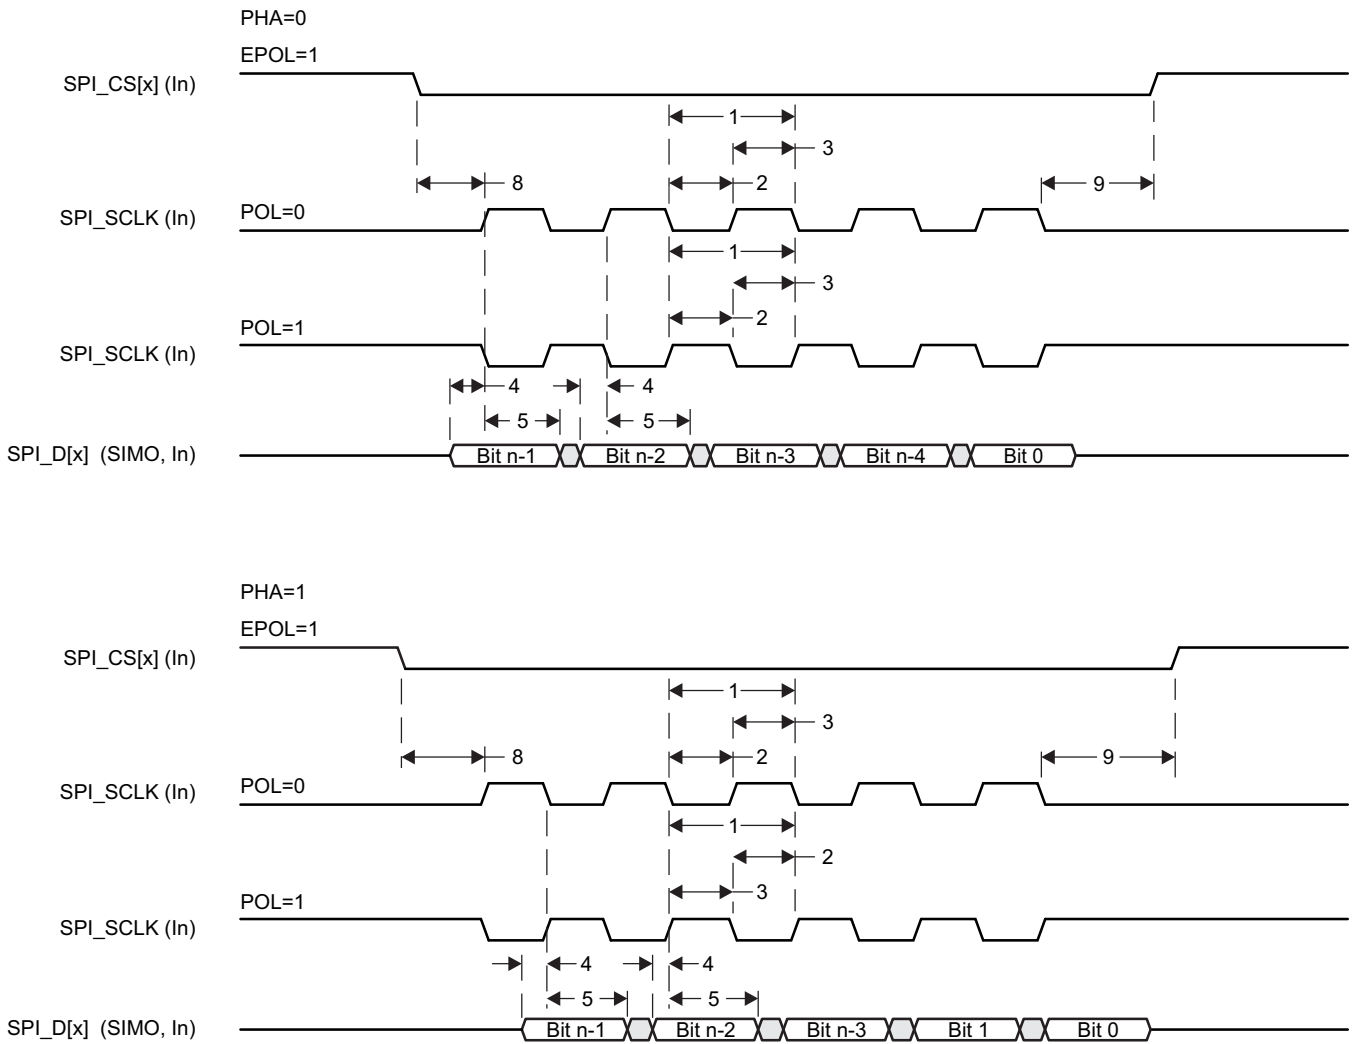 PHA=0
EPOL=1
SPI_CS[x] (In)
1
3
8
2
9
SPI_SCLK (In)
POL=0
1
3
2
POL=1
SPI_SCLK (In)
4
4
5
5
SPI_D[x] (SIMO, In)
Bit n-1
Bit n-2
Bit n-3
Bit n-4
Bit 0
PHA=1
EPOL=1
SPI_CS[x] (In)
1
3
8
2
9
SPI_SCLK (In)
POL=0
1
2
3
POL=1
SPI_SCLK (In)
4
4
5
5
SPI_D[x] (SIMO, In)
Bit n-1
Bit n-2
Bit n-3
Bit 1
Bit 0